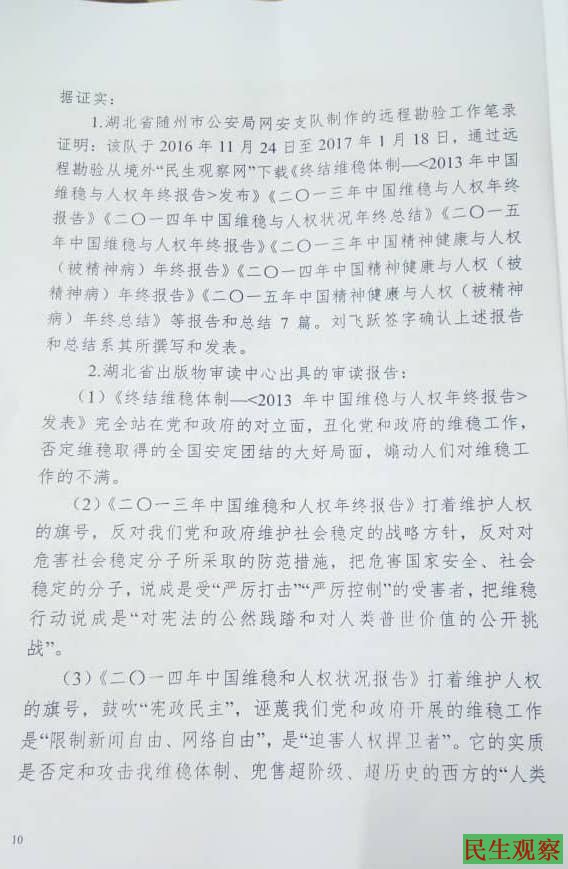 据证实：
1.湖北省随州市公安局网安支队制作的远程勘验工作笔录
证明：该队于 2016 年 11 月 24 日至 2017 年 1 月 18 日，通过远
程勘验从境外“民生观察网”下载《终结维稳体制—<2013 年中国
维稳与人权年终报告>发布》《二〇一三年中国维稳与人权年终
报告》《二〇一四年中国维稳与人权状况年终总结》《二〇一五
年中国维稳与人权年终报告》《二〇一三年中国精神健康与人权
（被精神病）年终报告》《二〇一四年中国精神健康与人权（被
精神病）年终报告》《二〇一五年中国精神健康与人权（被精神
病）年终总结》等报告和总结 7 篇。刘飞跃签字确认上述报告
和总结系其所撰写和发表。
2.湖北省出版物审读中心出具的审读报告：
（1）《终结维稳体制—<2013 年中国维稳与人权年终报告>
发表》完全站在党和政府的对立面，丑化党和政府的维稳工作，
否定维稳取得的全国安定团结的大好局面，煽动人们对维稳工
作的不满。
（2）《二〇一三年中国维稳和人权年终报告》打着维护人权
的旗号，反对我们党和政府维护社会稳定的战略方针，反对对
危害社会稳定分子所采取的防范措施，把危害国家安全、社会
稳定的分子，说成是受“严厉打击”“严厉控制”的受害者，把维稳
行动说成是“对宪法的公然践踏和对人类普世价值的公开挑
战”。
（3）《二〇一四年中国维稳和人权状况报告》打着维护人权
的旗号，鼓吹“宪政民主”，诬蔑我们党和政府开展的维稳工作
是“限制新闻自由、网络自由”，是“迫害人权捍卫者”。它的实质
是否定和攻击我维稳体制、兜售超阶级、超历史的西方的“人类
10
民生观察